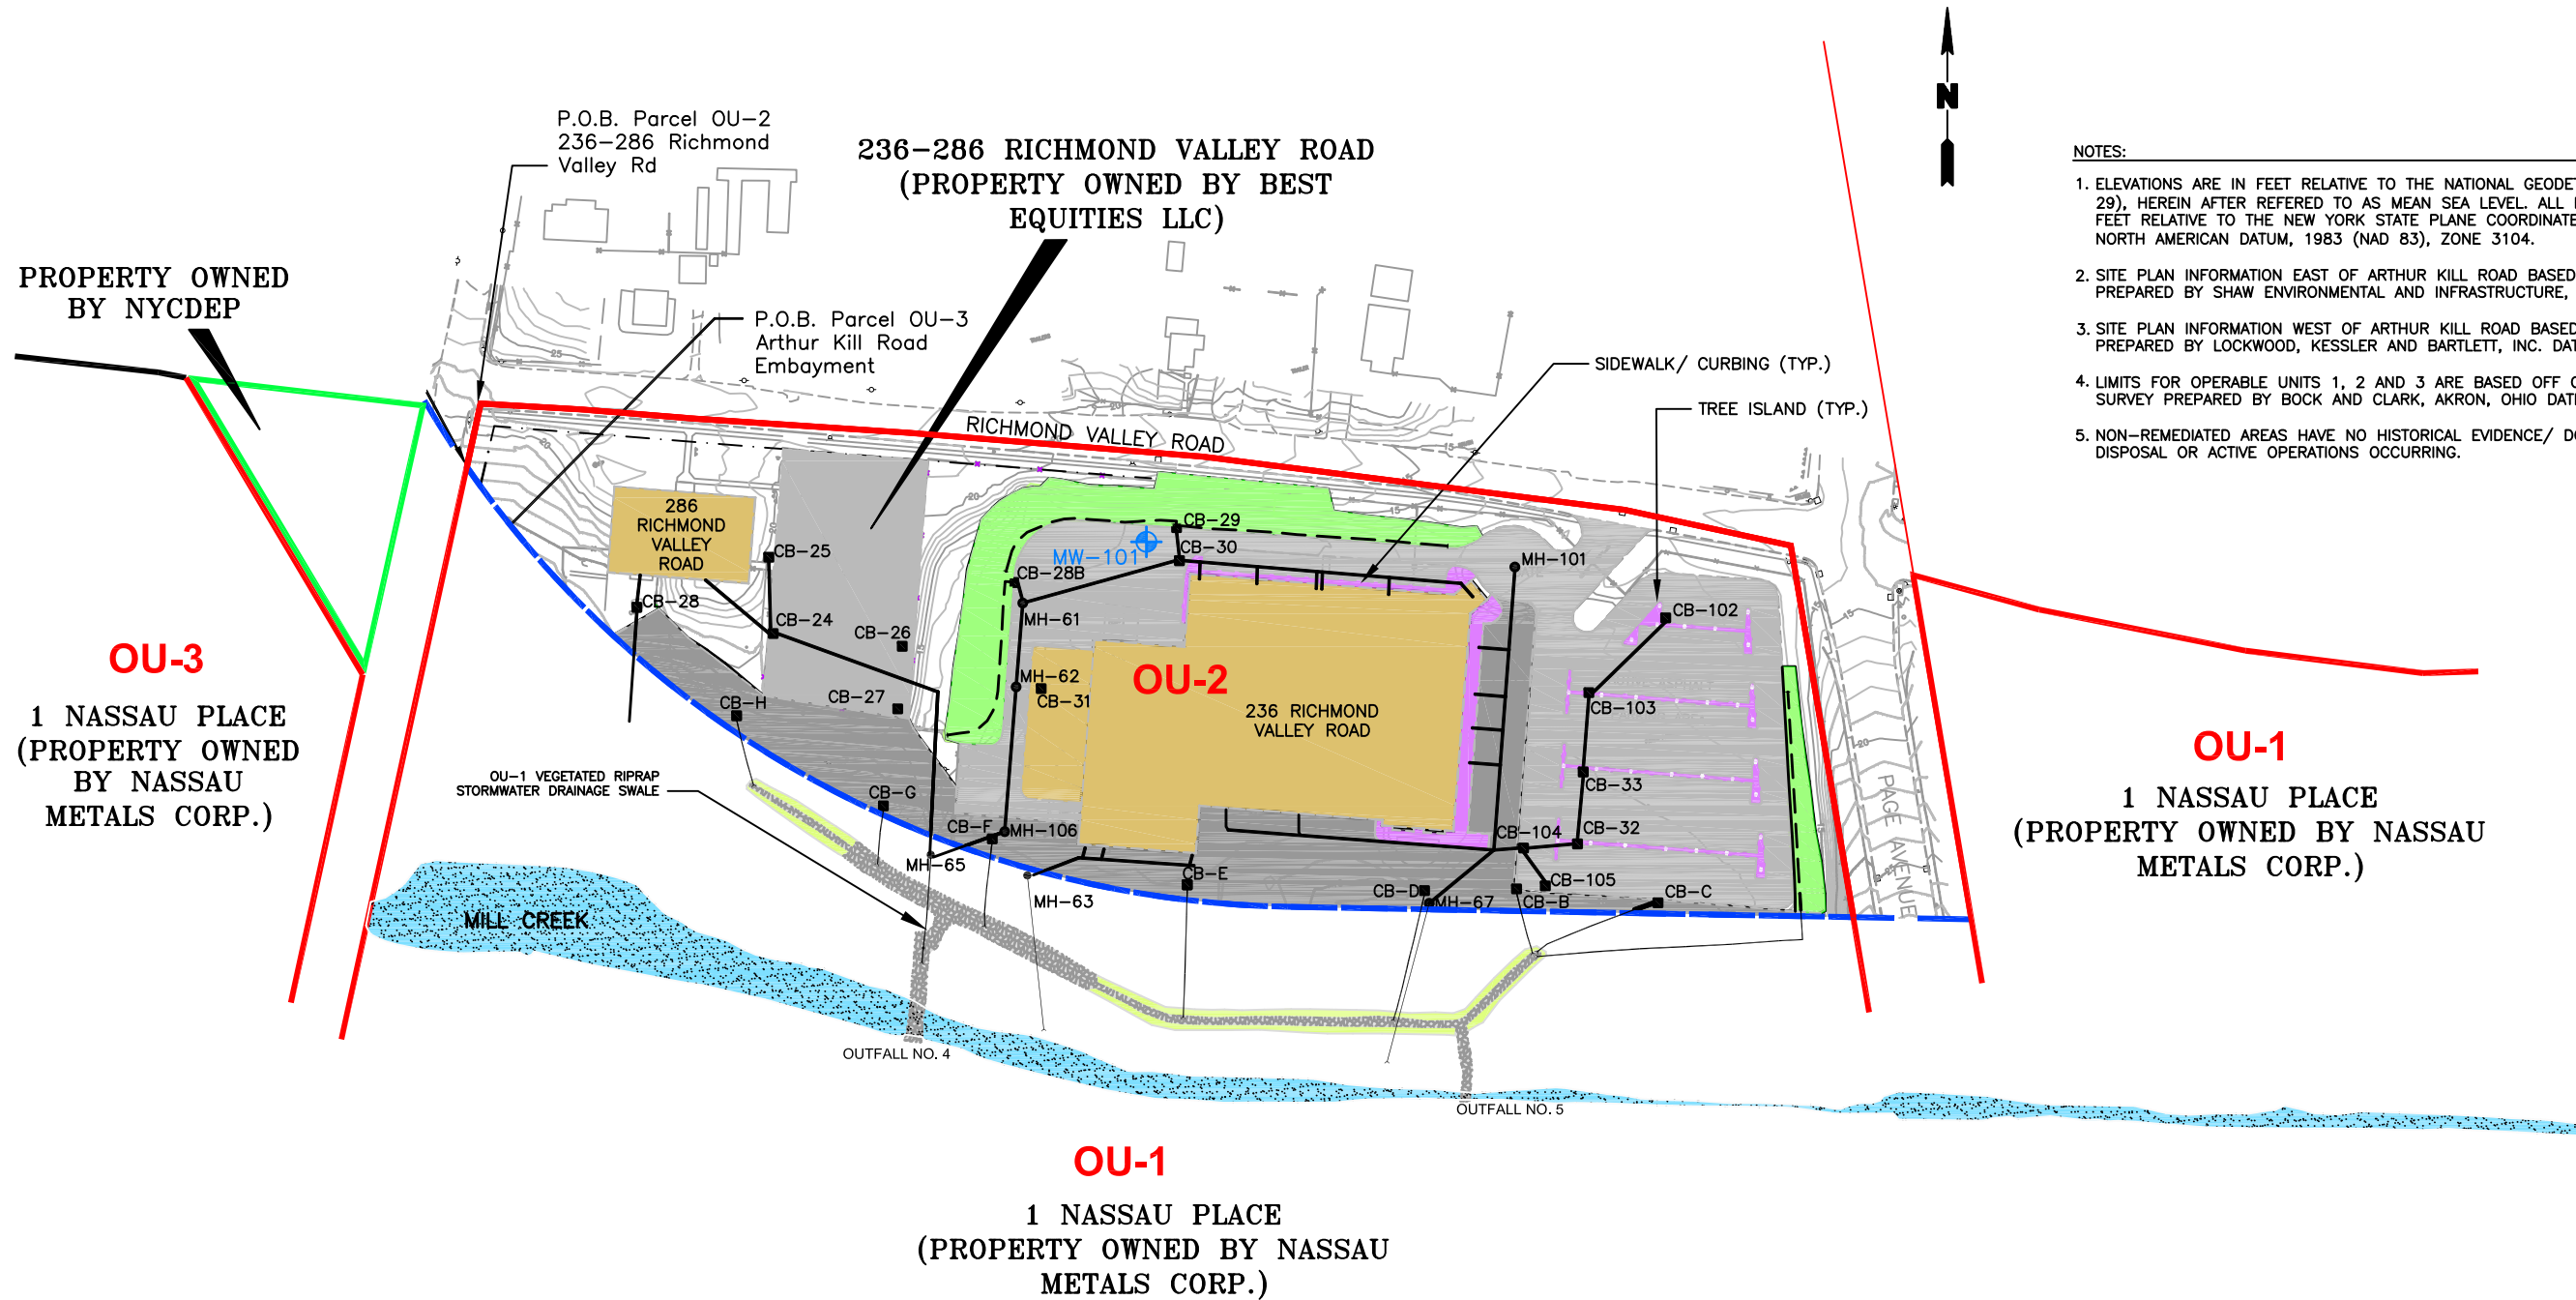 P.O.B. Parcel OU-2
236-286 Richmond
Valley Rd
236-286 RICHMOND VALLEY ROAD
(PROPERTY OWNED BY BEST
EQUITIES LLC)
N
NOTES:
1. ELEVATIONS ARE IN FEET RELATIVE TO THE NATIONAL
29), HEREIN AFTER REFERED TO AS MEAN SEA LEVEL. ALL
FEET RELATIVE TO THE NEW YORK STATE PLANE
NORTH AMERICAN DATUM, 1983 (NAD 83), ZONE 3104.
2. SITE PLAN INFORMATION EAST OF ARTHUR KILL ROAD BASED
PREPARED BY SHAW ENVIRONMENTAL AND INFRASTRUCTURE,
3. SITE PLAN INFORMATION WEST OF ARTHUR KILL ROAD BASED
PREPARED BY LOCKWOOD, KESSLER AND BARTLETT, INC.
4. LIMITS FOR OPERABLE UNITS 1, 2 AND 3 ARE BASED OFF
SURVEY PREPARED BY BOCK AND CLARK, AKRON, OHIO
5. NON-REMEDIATED AREAS HAVE NO HISTORICAL EVIDENCE/
DISPOSAL OR ACTIVE OPERATIONS OCCURRING.
PROPERTY OWNED
BY NYCDEP
P.O.B. Parcel OU-3
Arthur Kill Road
Embayment
SIDEWALK/ CURBING (TYP.)
TREE ISLAND (TYP.)
RICHMOND VALLEY ROAD
286
RICHMOND
VALLEY
ROAD
CB-25
CB-28
CB-24
CB-26
CB-27
CB-H
CB-G
CB-29
CB-30
MW-101
CB-28B
MH-61
MH-62
CB-31
MH-101
CB-102
CB-103
CB-33
CB-32
CB-104
CB-105
CB-C
CB-B
CB-D
MH-67
CB-E
CB-F
MH-106
MH-65
MH-63
OU-2
236 RICHMOND
VALLEY ROAD
PAGE AVENUE
25
20
20
20
20
15
15
15
15
15
20
OU-3
1 NASSAU PLACE
(PROPERTY OWNED
BY NASSAU
METALS CORP.)
OU-1 VEGETATED RIPRAP
STORMWATER DRAINAGE SWALE
MILL CREEK
OUTFALL NO. 4
OUTFALL NO. 5
OU-1
1 NASSAU PLACE
(PROPERTY OWNED BY NASSAU
METALS CORP.)
OU-1
1 NASSAU PLACE
(PROPERTY OWNED BY NASSAU
METALS CORP.)